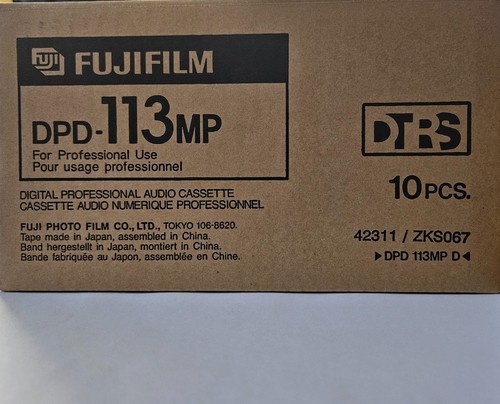 Fuji FUJIFILM
DPD-113MP
For Professional Use
Pour usage professionnel
DTRS
10 PCS.
DIGITAL PROFESSIONAL AUDIO CASSETTE
CASSETTE AUDIO NUMERIQUE PROFESSIONNEL
FUJI PHOTO FILM CO., LTD., TOKYO 106-8620.
Tape made in Japan, assembled in China.
Band hergestellt in Japan, montiert in China.
Bande fabriquée au Japon, assemblée en Chine.
42311 / ZKS067
▶DPD 113MP D◀